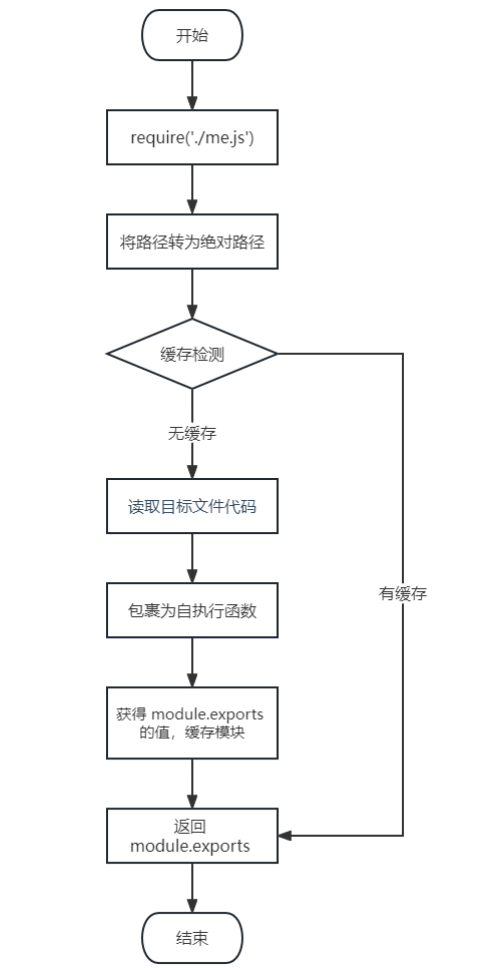 开始
require('./me.js')
将路径转为绝对路径
缓存检测
无缓存
读取目标文件代码
有缓存
包裹为自执行函数
获得 module.exports
的值，缓存模块
返回
module.exports
结束